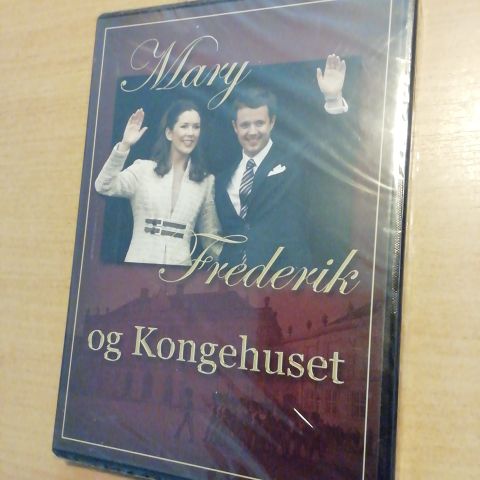 Mary
Frederik
og Kongehuset